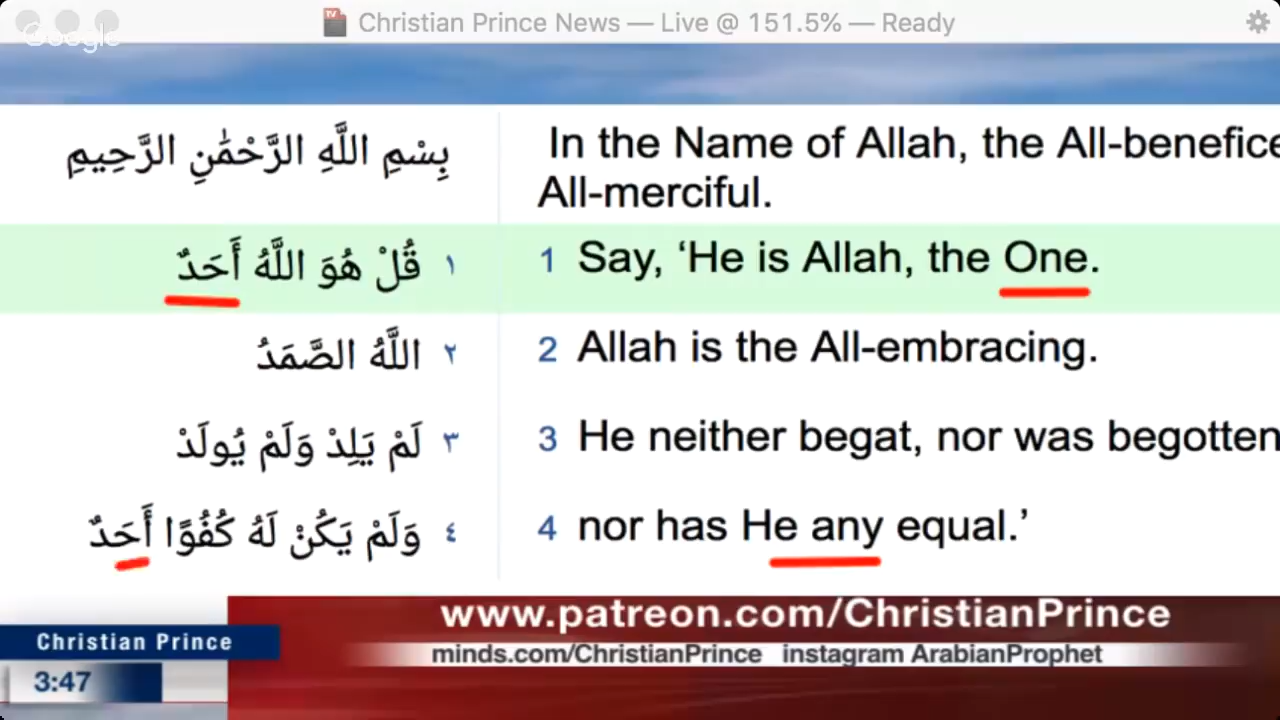 Christian Prince News — Live @ 151.5% — Ready
Google
بِسْمِ اللَّهِ الرَّحْمَٰنِ الرَّحِيمِ
In the Name of Allah, the All-benefice
All-merciful.
١ قُلْ هُوَ اللَّهُ أَحَدٌ
1 Say, ‘He is Allah, the One.
٢ اللَّهُ الصَّمَدُ
2 Allah is the All-embracing.
٣ لَمْ يَلِدْ وَلَمْ يُولَدْ
3 He neither begat, nor was begotten
٤ وَلَمْ يَكُنْ لَهُ كُفُوًا أَحَدٌ
4 nor has He any equal.’
www.patreon.com/ChristianPrince
Christian Prince
minds.com/ChristianPrince instagram ArabianProphet
3:47